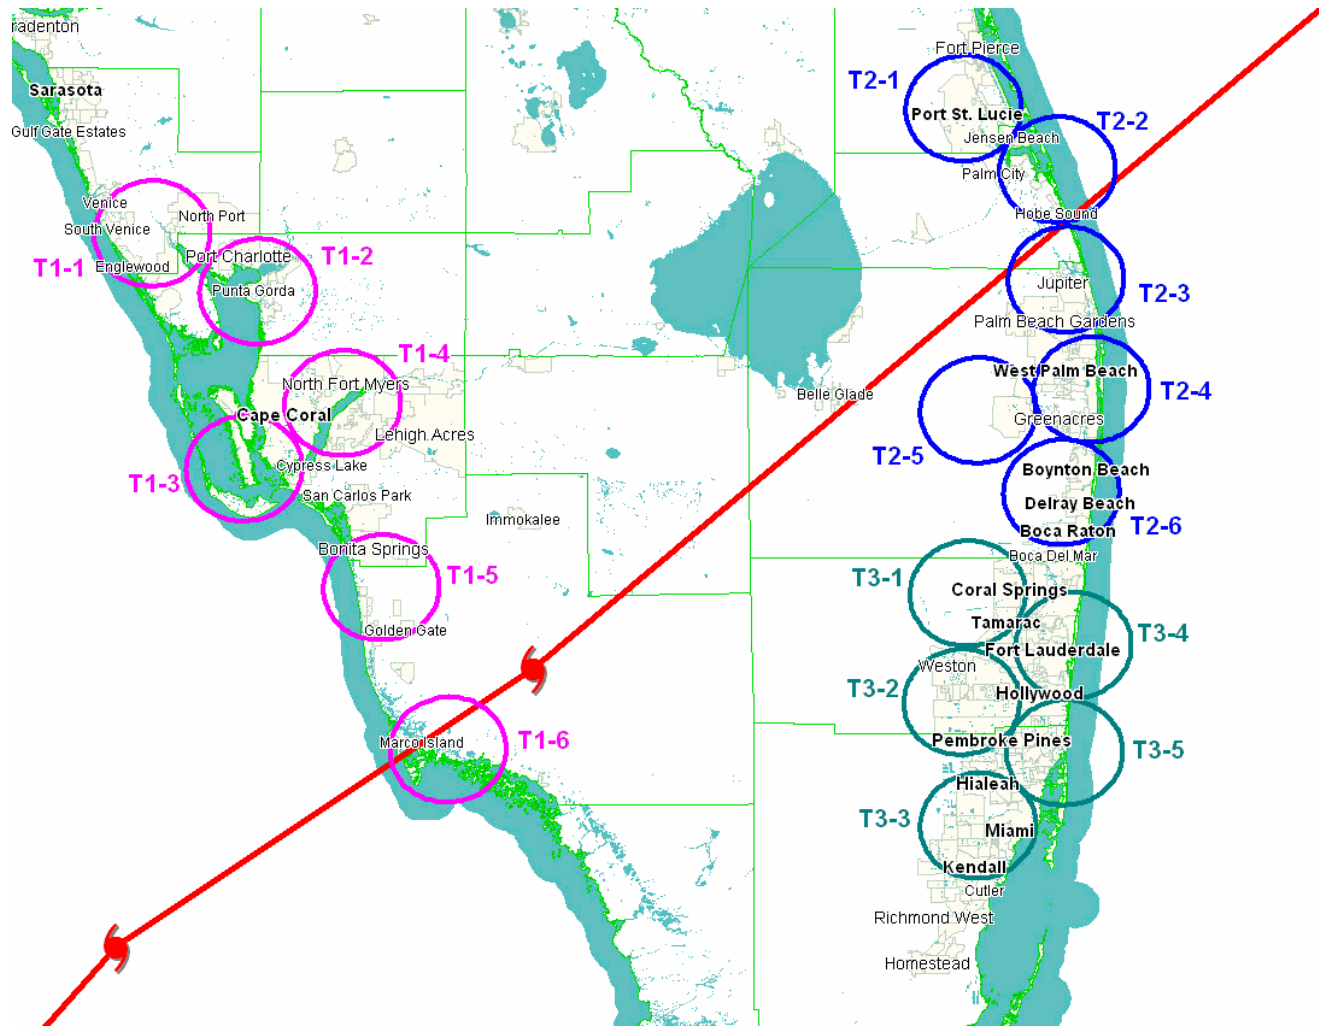 radenton
Fort Pierce
T2-1
Sarasota
Port St. Lucie
T2-2
Gulf Gate Estates
Jensen Beach
Palm City
Venice
North Port
Hobe Sound
South Venice
T1-1
Englewood
Port Charlotte
T1-2
Punta Gorda
Jupiter
T2-3
Palm Beach Gardens
T1-4
North Fort Myers
West Palm Beach
T2-4
Belle Glade
Cape Coral
Greenacres
Lehigh Acres
T2-5
Cypress Lake
T1-3
Boynton Beach
San Carlos Park
Delray Beach
Immokalee
T2-6
Boca Raton
Bonita Springs
Boca Del Mar
T1-5
T3-1
Coral Springs
Golden Gate
Tamarac
T3-4
Fort Lauderdale
Weston
T3-2
Hollywood
Marco Island
T1-6
Pembroke Pines
T3-5
Hialeah
T3-3
Miami
Kendall
Cutler
Richmond West
Homestead